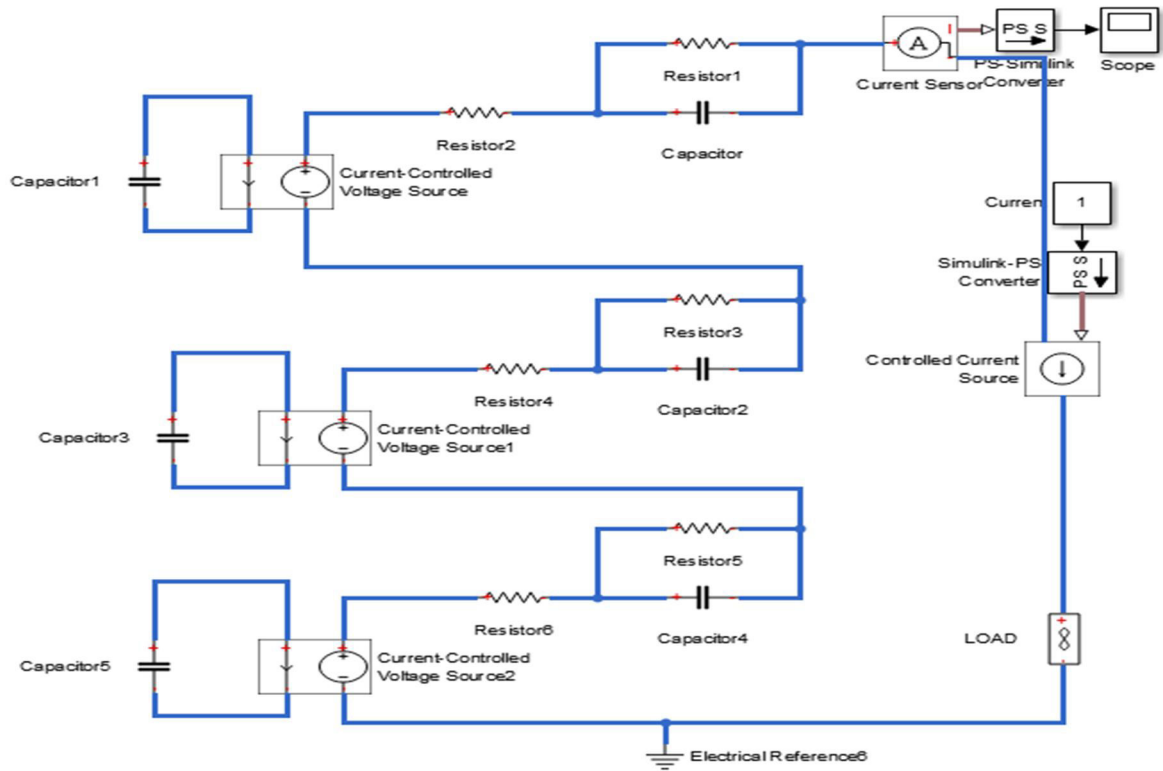 I
A
PS S
Resistor1
PS-Simulink
Converter
Scope
Current Sensor
Resistor2
Capacitor
Capacitor1
Current-Controlled
Voltage Source
Curren
1
Simulink-PS
Converter
PS S
Resistor3
Controlled Current
Source
Resistor4
Capacitor2
Capacitor3
Current-Controlled
Voltage Source1
Resistor5
Resistor6
Capacitor4
LOAD
Capacitor5
Current-Controlled
Voltage Source2
Electrical Reference6